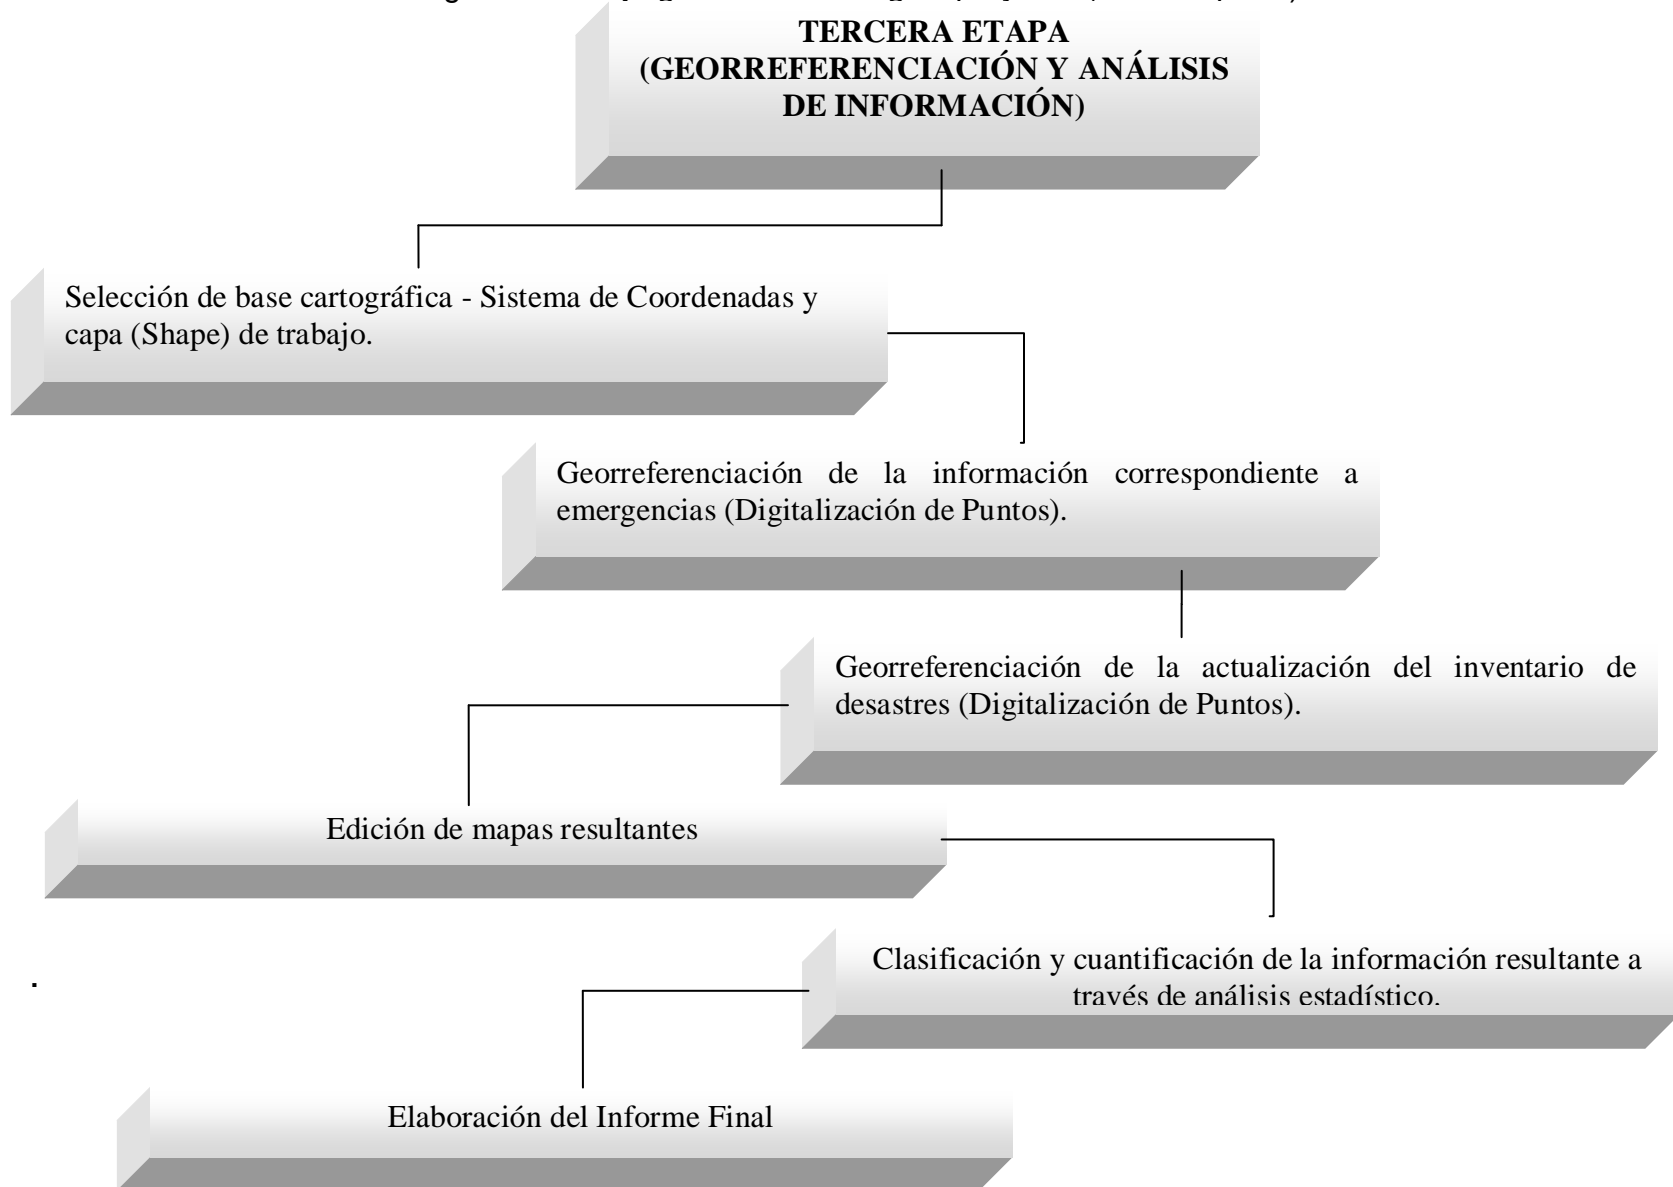 TERCERA ETAPA
(GEORREFERENCIACIÓN Y ANÁLISIS
DE INFORMACIÓN)
Selección de base cartográfica - Sistema de Coordenadas y
capa (Shape) de trabajo.
Georreferenciación de la información correspondiente a
emergencias (Digitalización de Puntos).
Georreferenciación de la actualización del inventario de
desastres (Digitalización de Puntos).
Edición de mapas resultantes
Clasificación y cuantificación de la información resultante a
través de análisis estadístico.
.
Elaboración del Informe Final